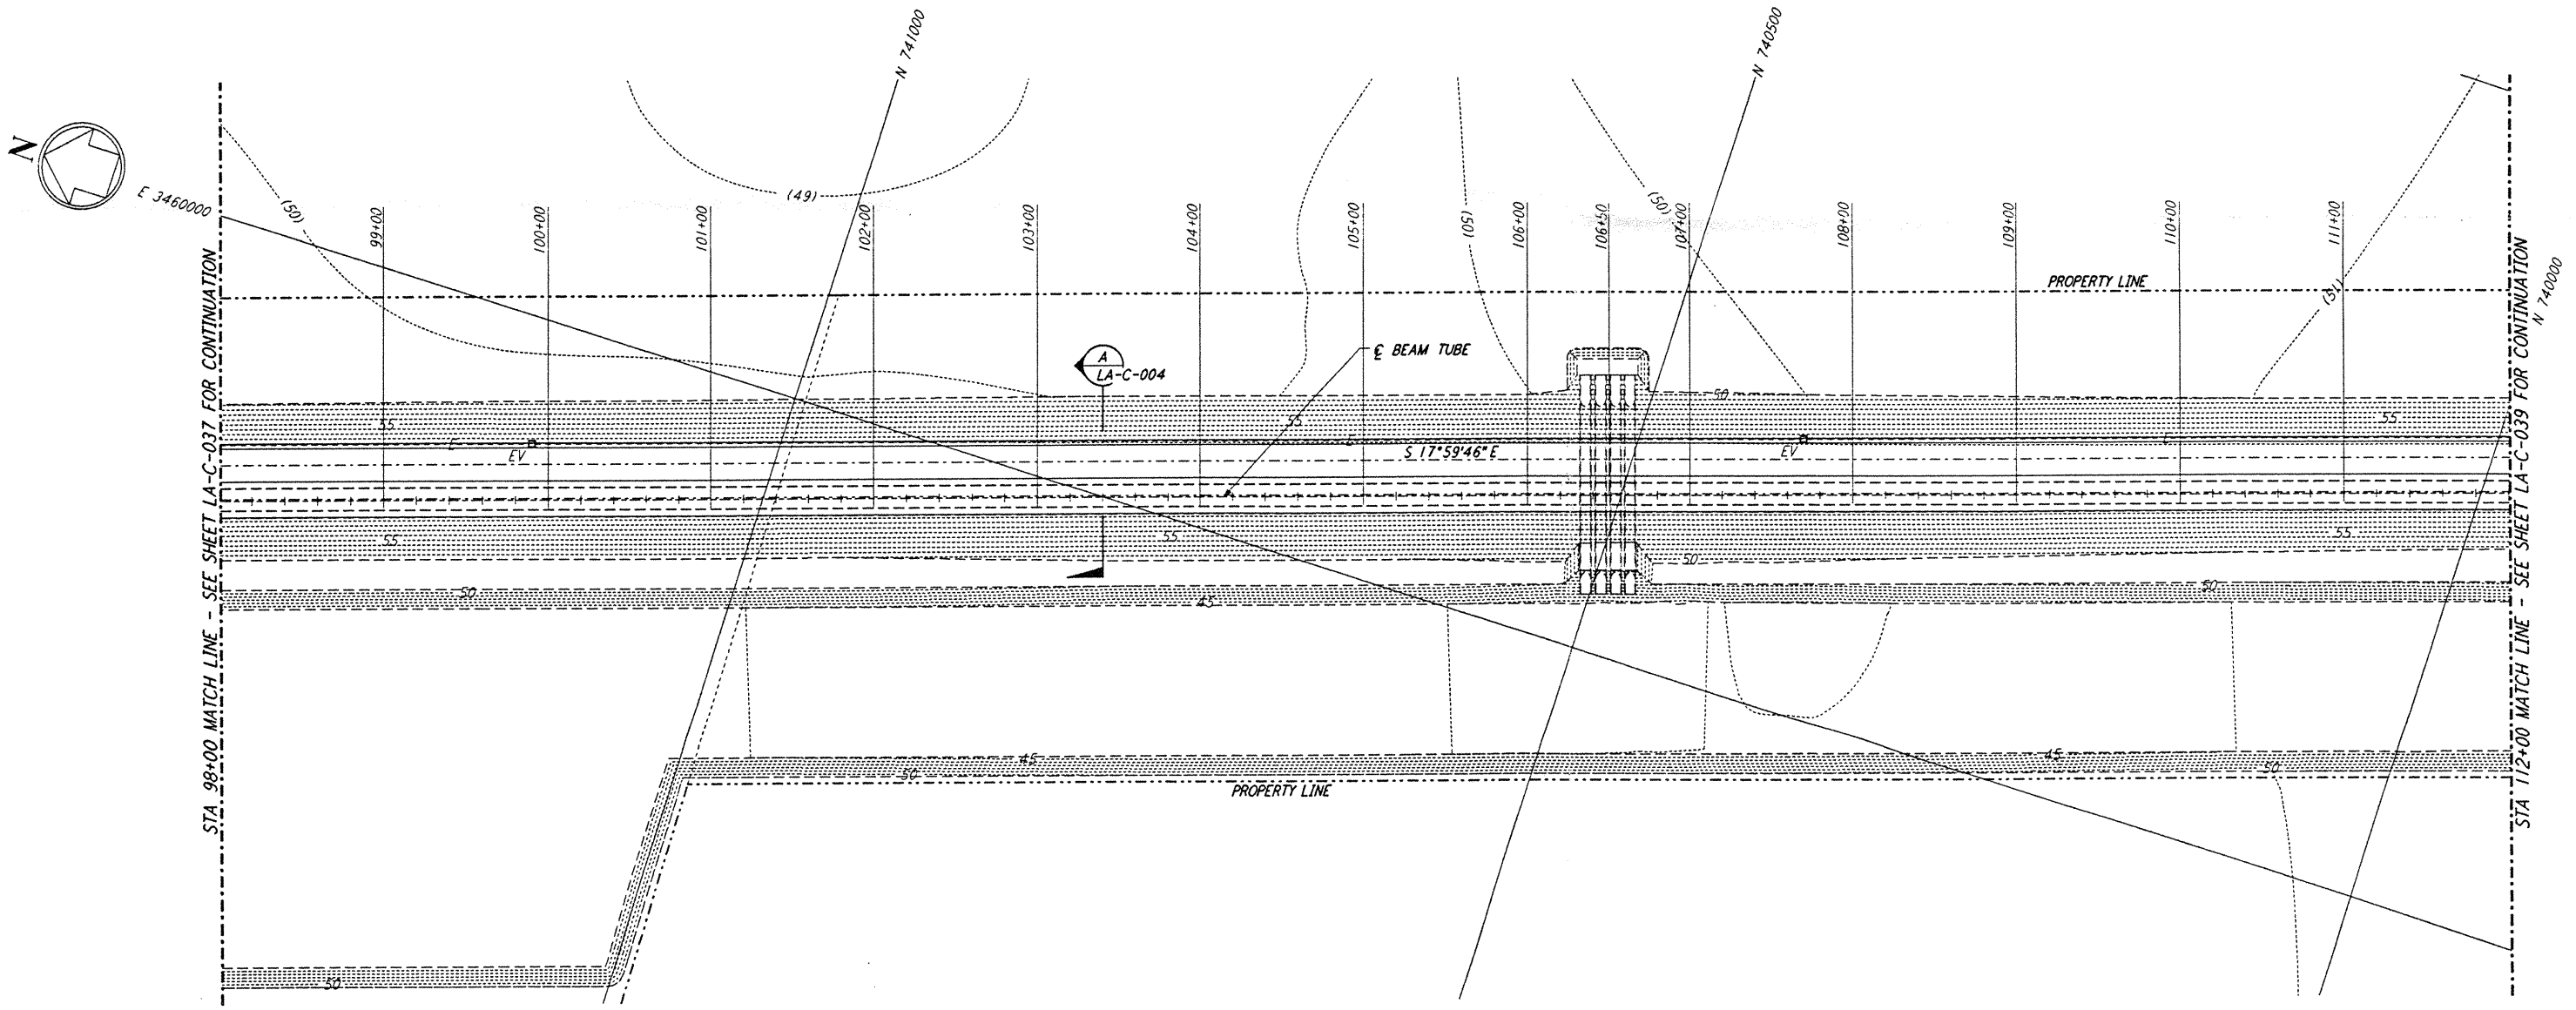 N 741000
N 740500
N
E 3460000
(50)
(49)
(50)
(50)
(51)
N 740000
99+00
100+00
101+00
102+00
103+00
104+00
105+00
106+00
106+50
107+00
108+00
109+00
110+00
111+00
PROPERTY LINE
A
LA-C-004
℄ BEAM TUBE
50
55
55
55
E
EV
E
S 17°59'46" E
EV
E
55
55
55
50
50
45
50
45
50
45
50
PROPERTY LINE
50
STA 98+00 MATCH LINE - SEE SHEET LA-C-037 FOR CONTINUATION
STA 112+00 MATCH LINE - SEE SHEET LA-C-039 FOR CONTINUATION